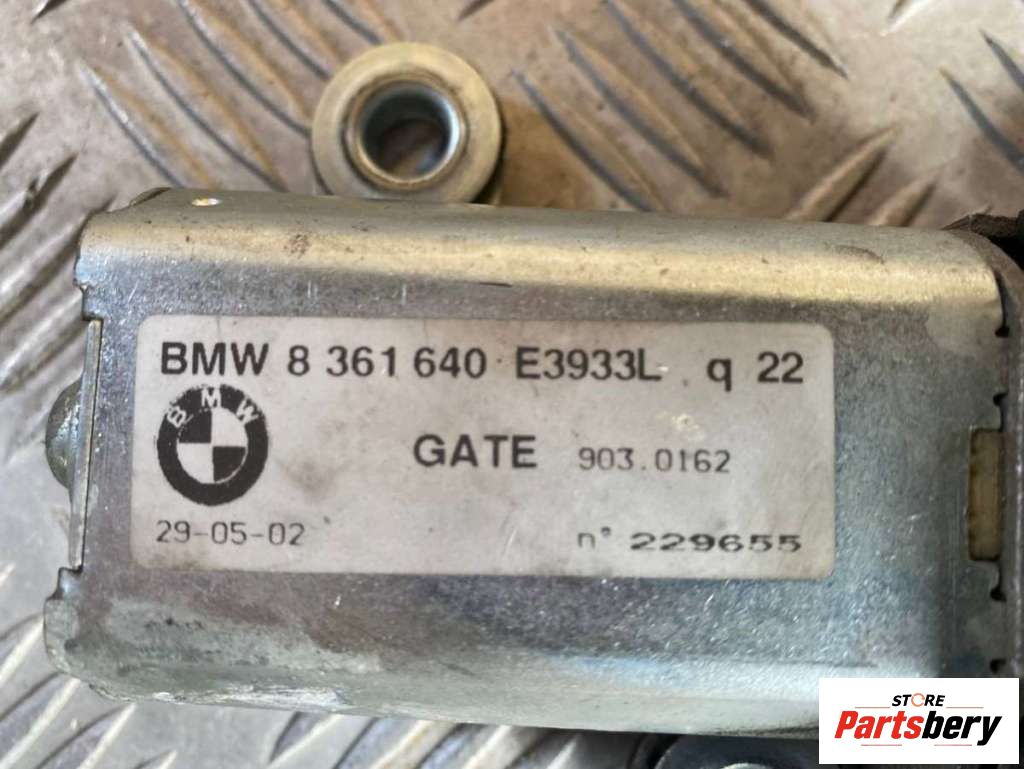 BMW 8 361 640 E3933L q 22
BMW
GATE 903.0162
29-05-02 n° 229655
STORE
Partsbery